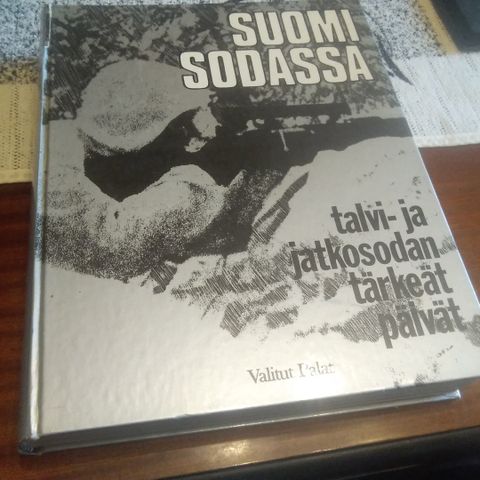 SUOMI
SODASSA
talvi- ja
jatkosodan
tärkeät
päivät
Valitut Palat